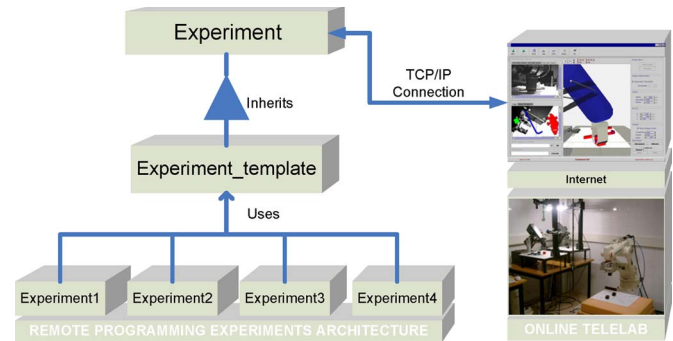 Experiment
TCP/IP
Connection
Inherits
Experiment_template
Internet
Uses
Experiment1
Experiment2
Experiment3
Experiment4
REMOTE PROGRAMMING EXPERIMENTS ARCHITECTURE
ONLINE TELELAB